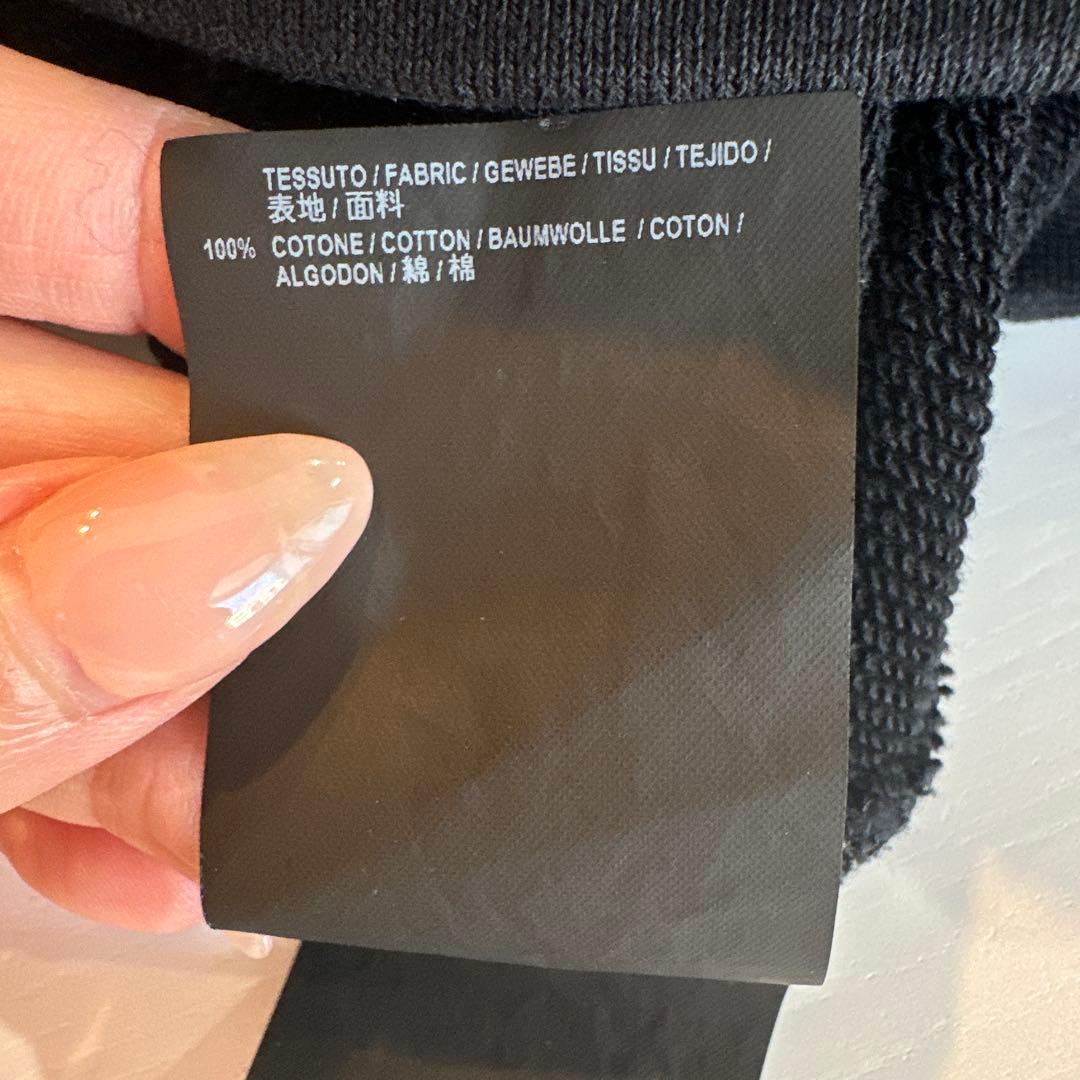 TESSUTO / FABRIC / GEWEBE / TISSU / TEJIDO /
表地 / 面料
100% COTONE / COTTON / BAUMWOLLE / COTON /
ALGODON / 綿 / 棉